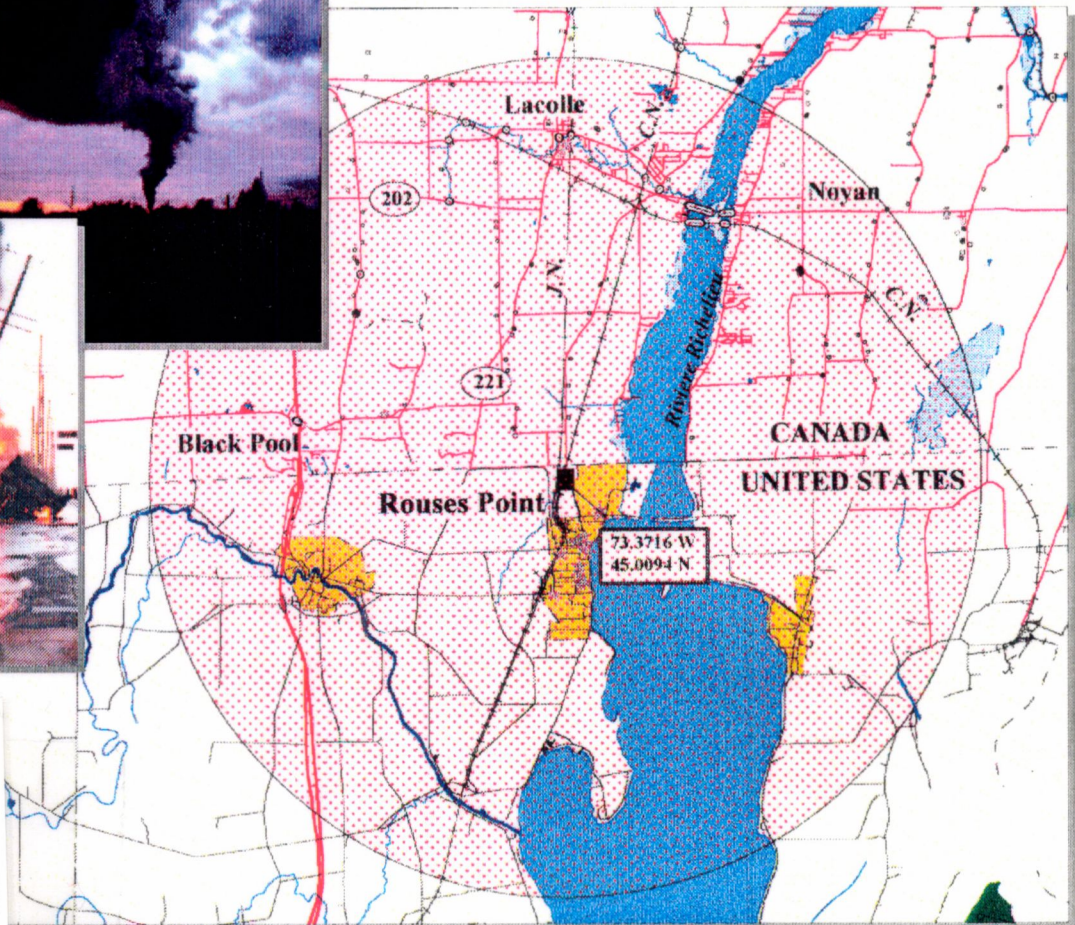 Lacolle
C.N.
202
Noyan
J.N.
C.N.
Rivière Richelieu
221
Black Pool
CANADA
UNITED STATES
Rouses Point
73.3716 W
45.0094 N